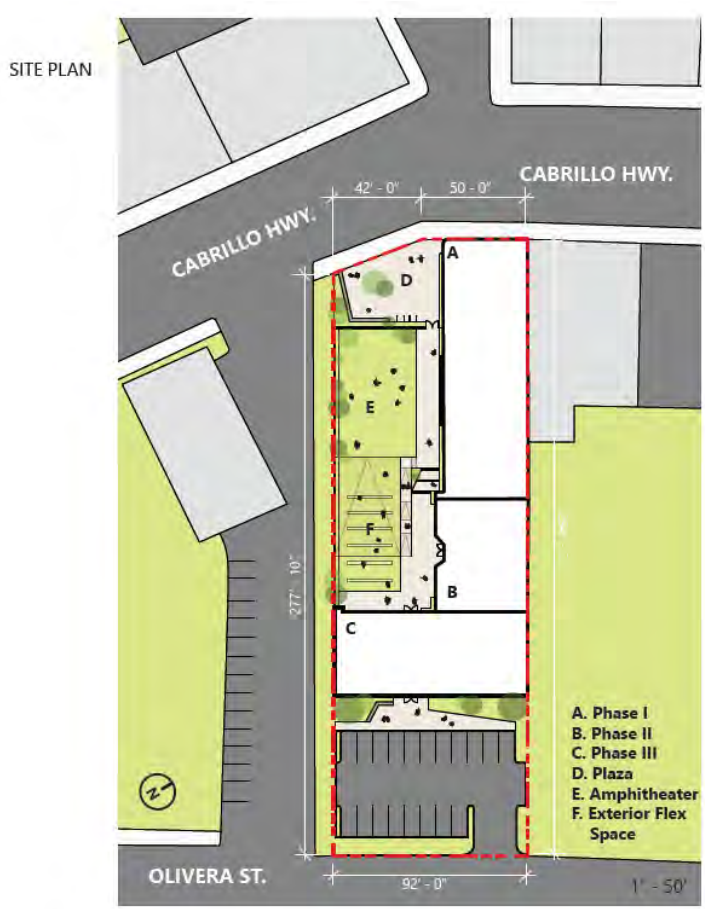 SITE PLAN
CABRILLO HWY.
42' - 0"
50 - 0"
CABRILLO HWY.
A
D
E
F
B
C
277' - 10"
A. Phase I
B. Phase II
C. Phase III
D. Plaza
E. Amphitheater
F. Exterior Flex
Space
N
OLIVERA ST.
92' - 0"
1" - 50'